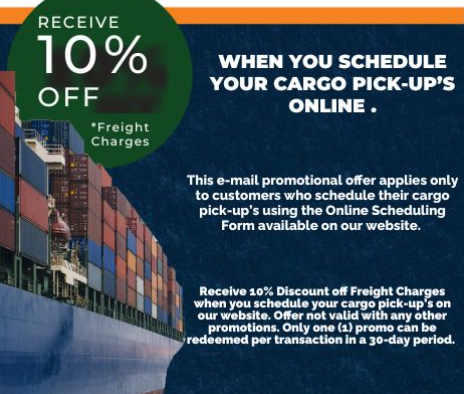 RECEIVE
10%
OFF
*Freight
Charges
WHEN YOU SCHEDULE
YOUR CARGO PICK-UP'S
ONLINE .
This e-mail promotional offer applies only
to customers who schedule their cargo
pick-up's using the Online Scheduling
Form available on our website.
Receive 10% Discount off Freight Charges
when you schedule your cargo pick-up's on
our website. Offer not valid with any other
promotions. Only one (1) promo can be
redeemed per transaction in a 30-day period.